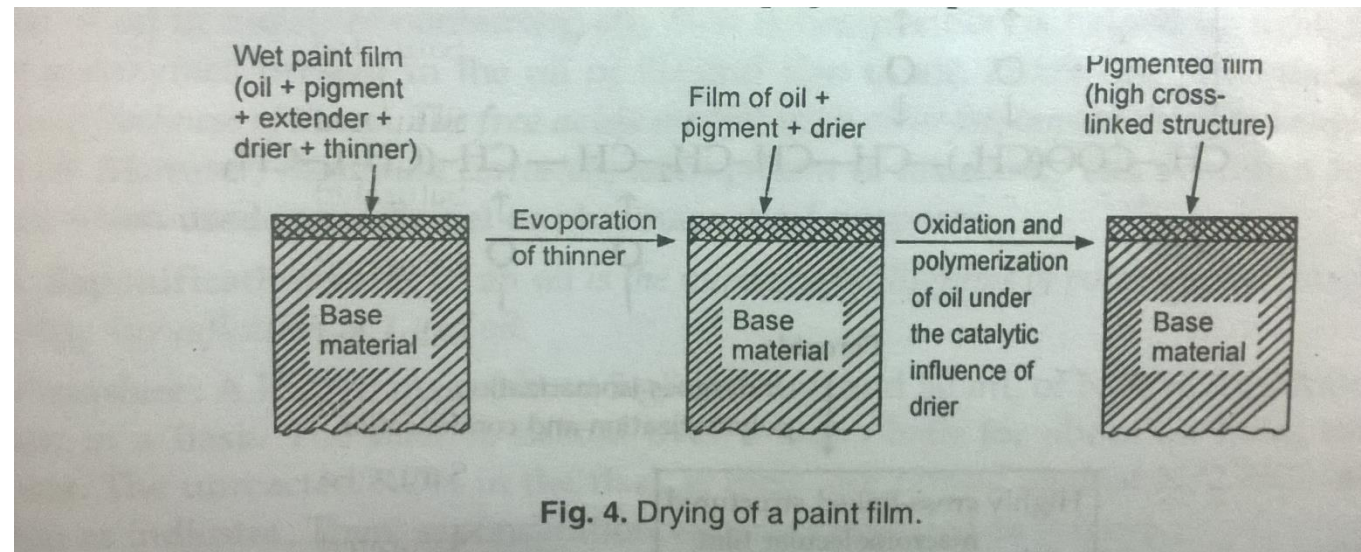 Wet paint film
(oil + pigment
+ extender +
drier + thinner)
Evoporation
of thinner
Base
material
Film of oil +
pigment + drier
Base
material
Oxidation and
polymerization
of oil under
the catalytic
influence of
drier
Pigmented film
(high cross-
linked structure)
Base
material
Fig. 4. Drying of a paint film.